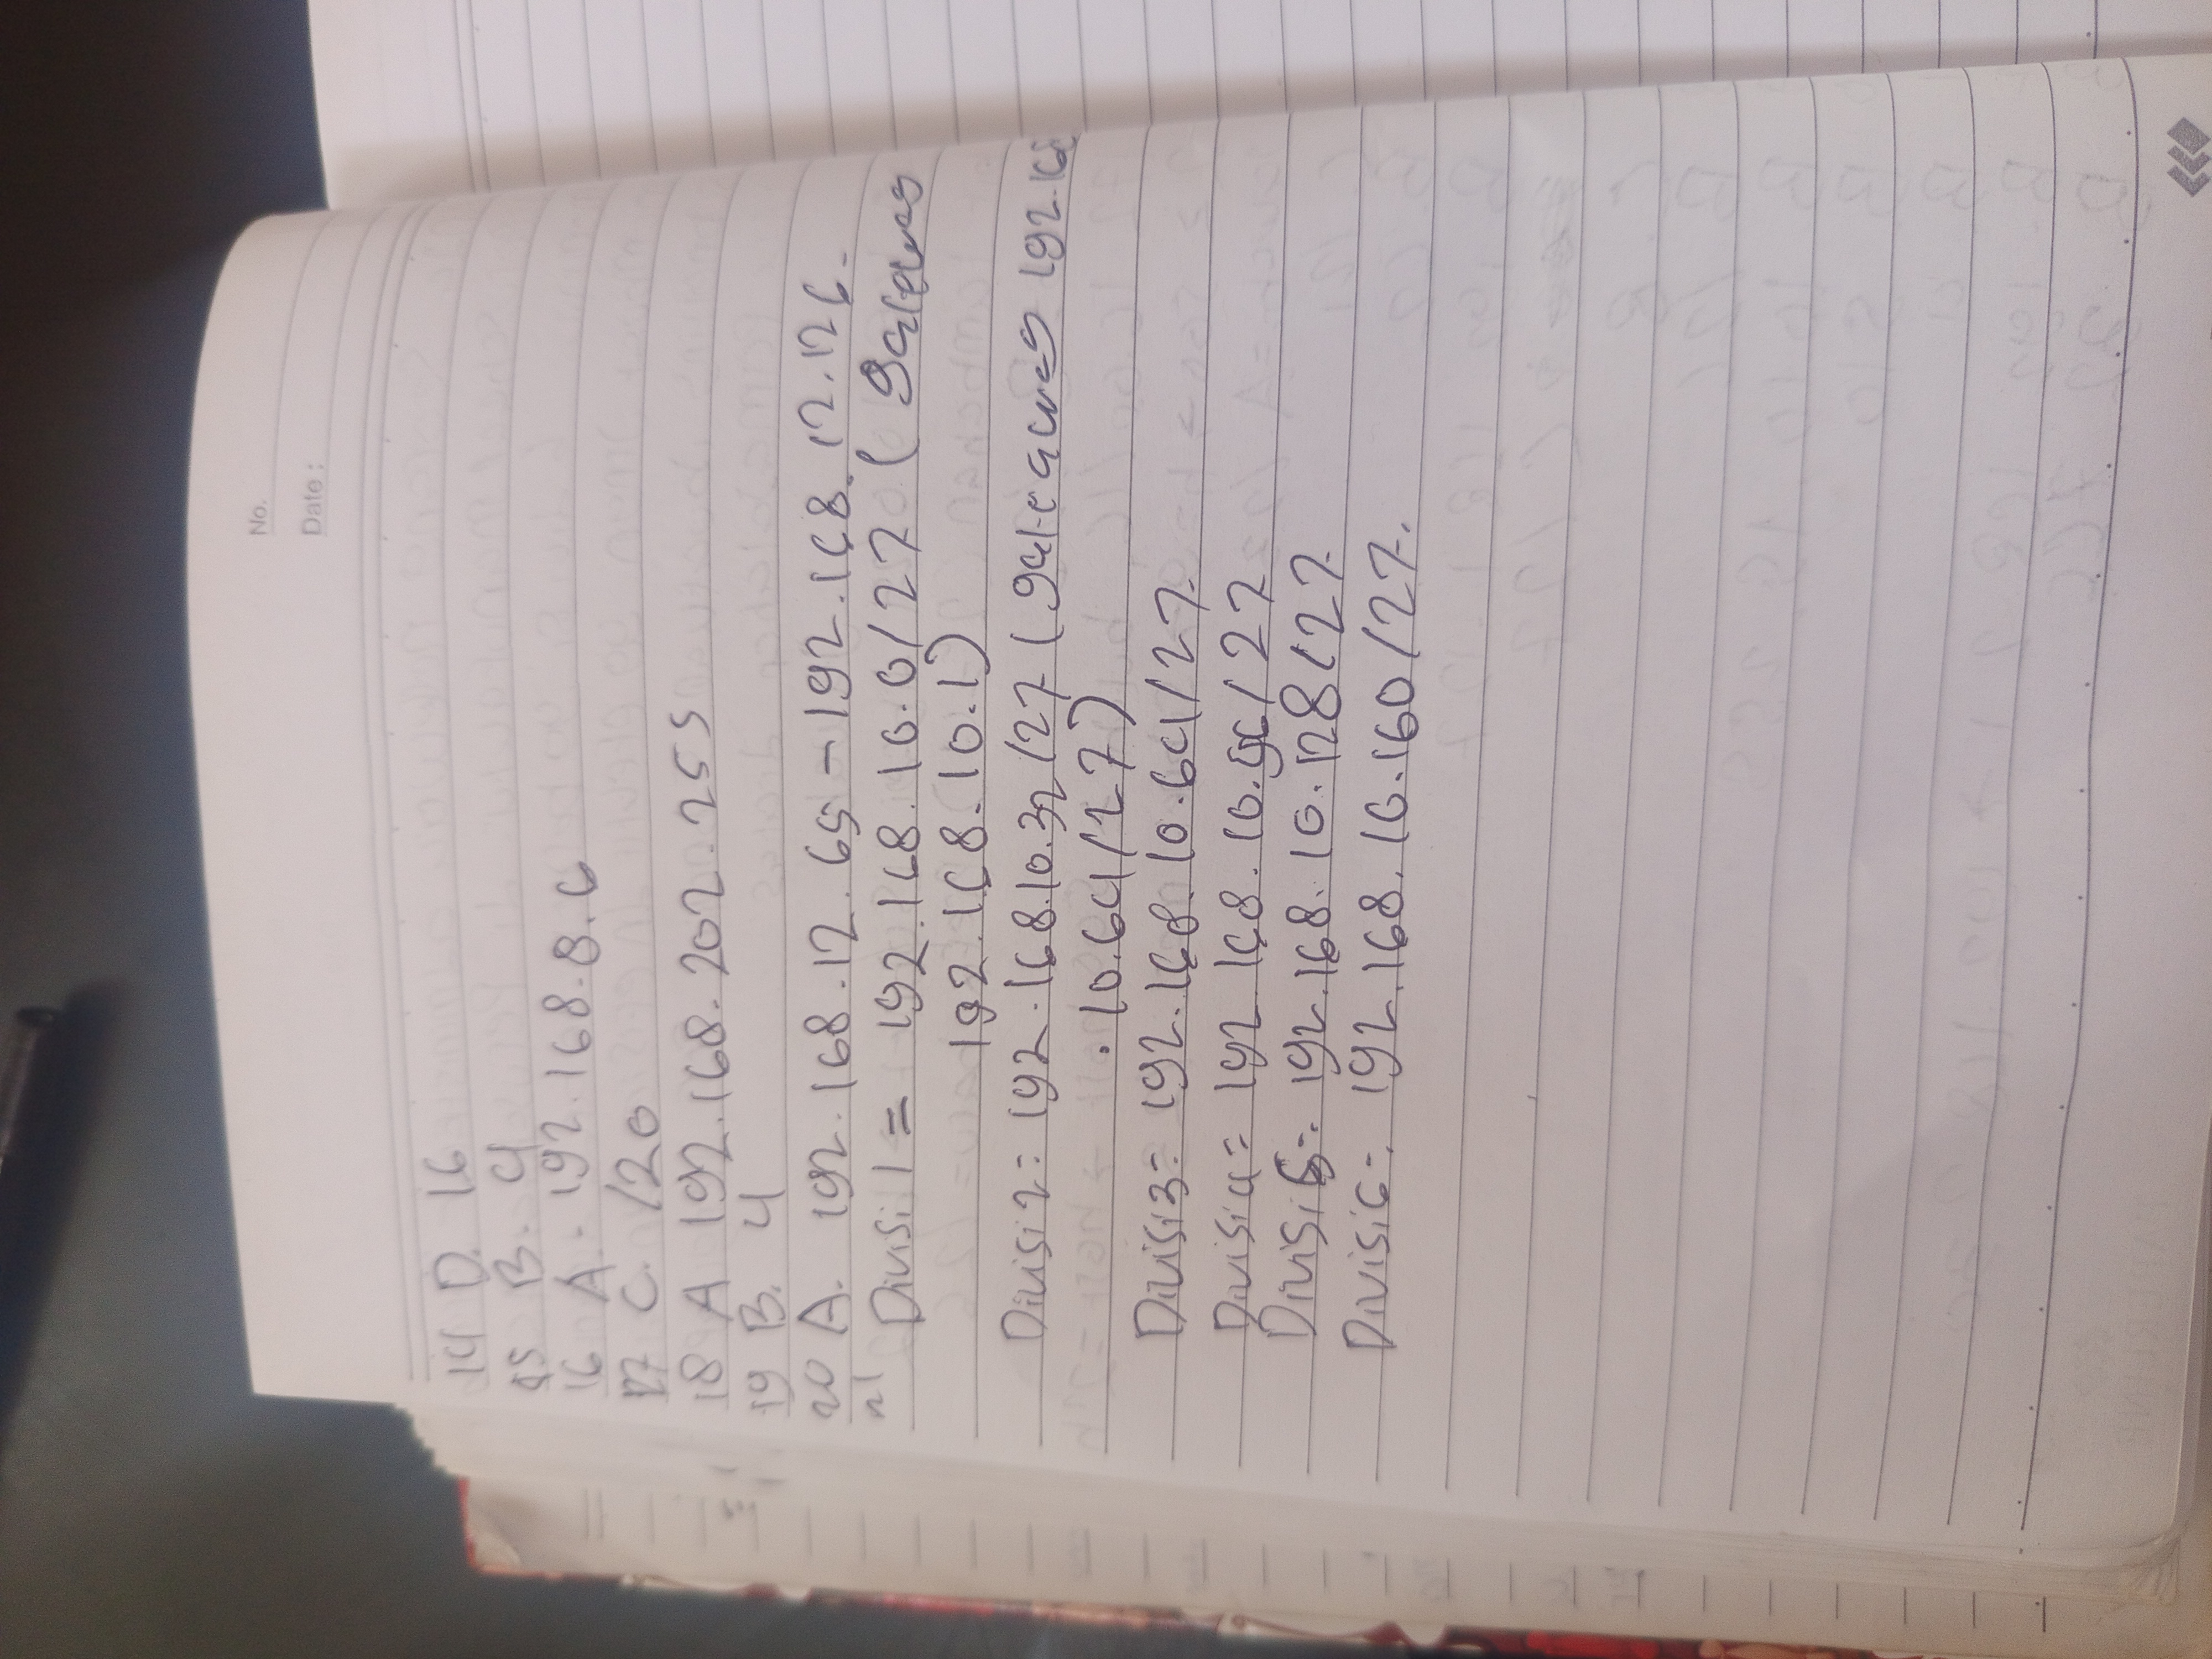 No.
Date :
14 D. 16
15 B. 4
16 A. 192.168.8.6
17 C. /20
18 A 192.168.202.255
19 B. 4
20 A. 192.168.12.65 - 192.168.12.126.
21 Divisi 1 = 192.168.10.0/27 ( gateway
192.168.10.1)
Divisi 2 = 192.168.10.32/27 ( gateaway 192.168
.10.64/27)
Divisi 3 = 192.168.10.64/27
Divisi 4 = 192.168.10.96/27
Divisi 5 = 192.168.10.128/27
Divisi 6 = 192.168.10.160/27.